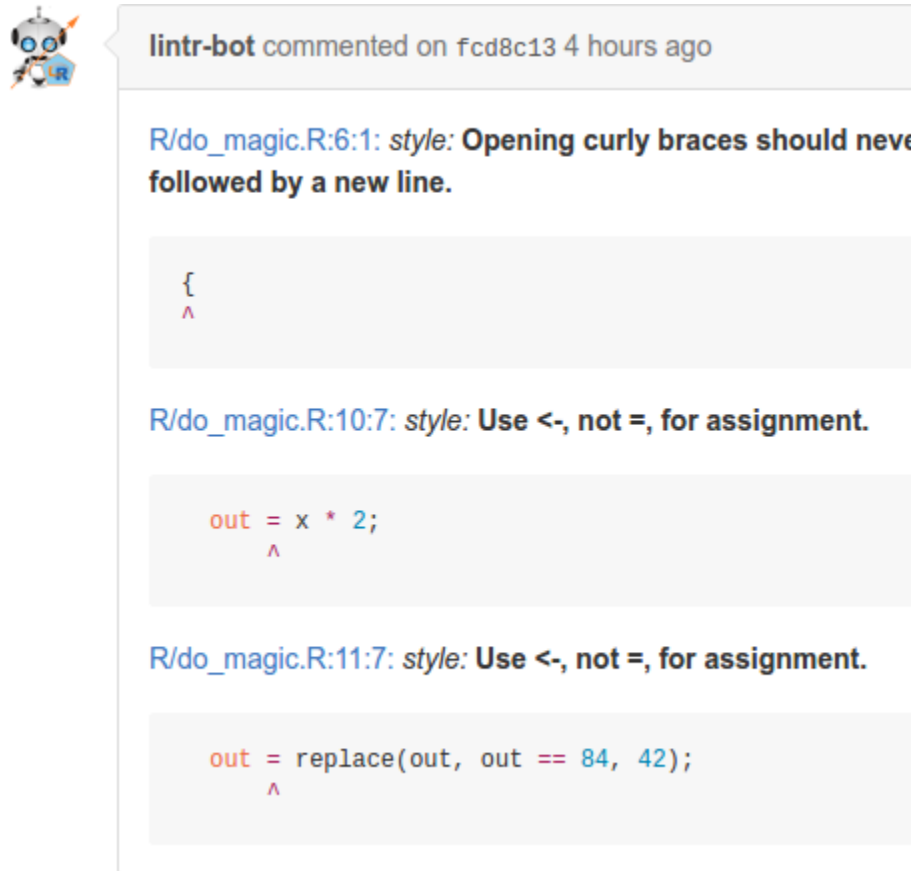 lintr-bot commented on fcd8c13 4 hours ago
R/do_magic.R:6:1: style: Opening curly braces should neve
followed by a new line.
{
^
R/do_magic.R:10:7: style: Use <-, not =, for assignment.
out = x * 2;
^
R/do_magic.R:11:7: style: Use <-, not =, for assignment.
out = replace(out, out == 84, 42);
^